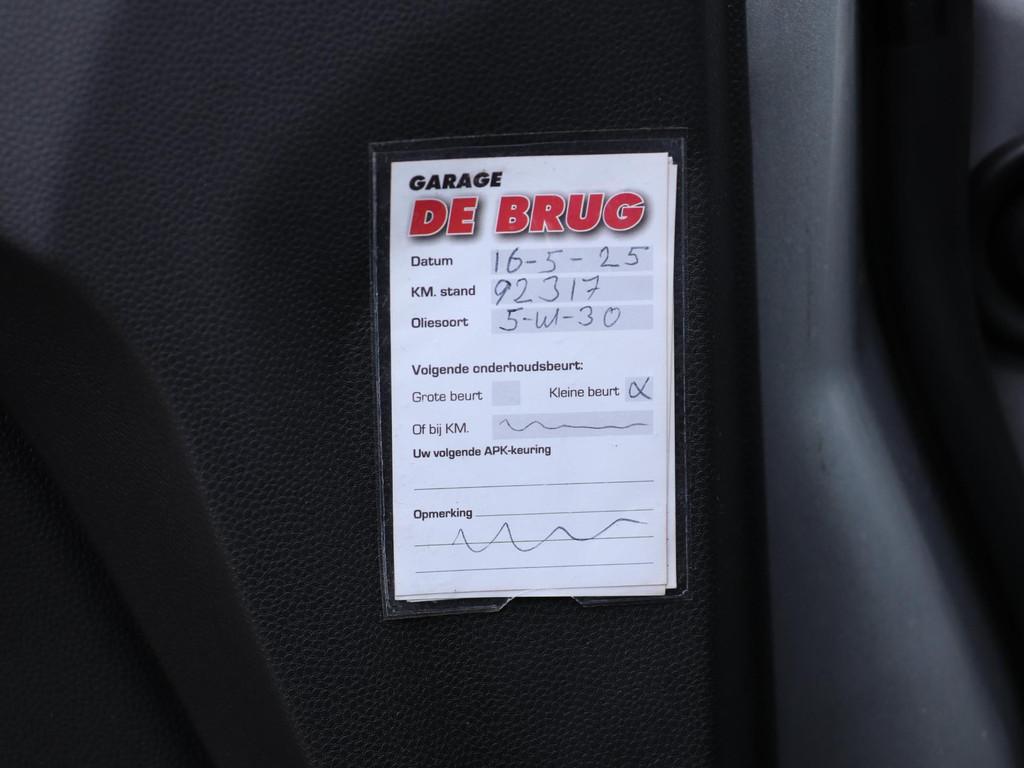 GARAGE
DE BRUG
Datum 16-5-25
KM. stand 92317
Oliesoort 5-W-30
Volgende onderhoudsbeurt:
Grote beurt Kleine beurt X
Of bij KM.
Uw volgende APK-keuring
Opmerking